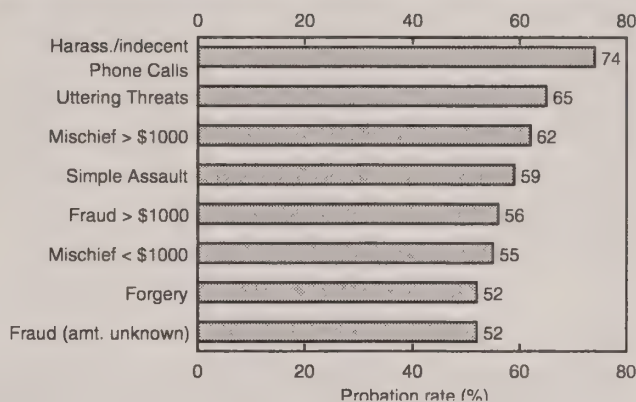 0 20 40 60 80
Harass./indecent
Phone Calls 74
Uttering Threats 65
Mischief > $1000 62
Simple Assault 59
Fraud > $1000 56
Mischief < $1000 55
Forgery 52
Fraud (amt. unknown) 52
0 20 40 60 80
Probation rate (%)